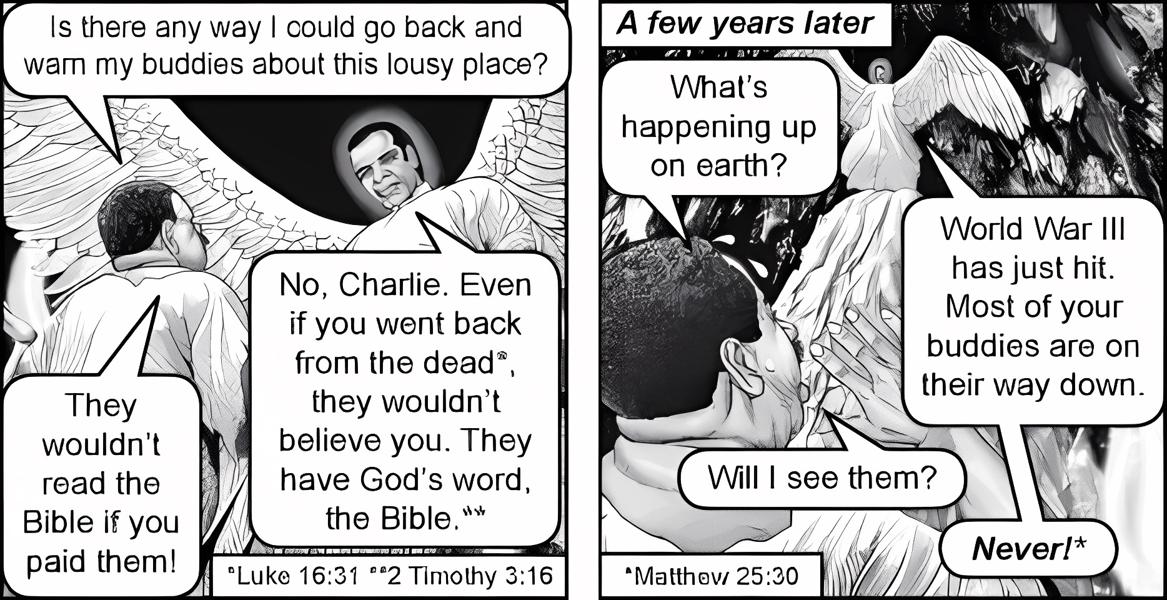 Is there any way I could go back and
warn my buddies about this lousy place?
No, Charlie. Even
if you went back
from the dead*,
they wouldn't
believe you. They
have God's word,
the Bible.**
They
wouldn't
read the
Bible if you
paid them!
*Luke 16:31 **2 Timothy 3:16
A few years later
What's
happening up
on earth?
World War III
has just hit.
Most of your
buddies are on
their way down.
Will I see them?
Never!*
*Matthew 25:30